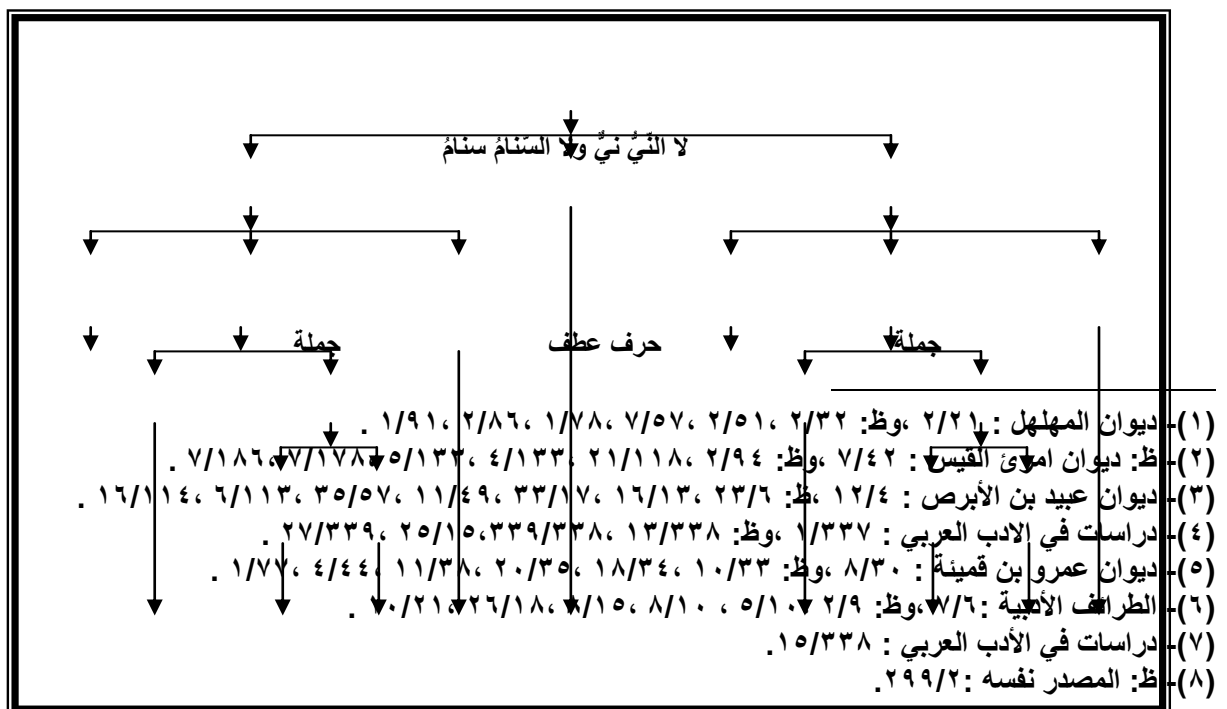 لا النّيُّ نيٌّ ولا السّنامُ سنامُ
جملة حرف عطف جملة
(١)- ديوان المهلهل : ٢/٢١ ،وظ: ٢/٣٢ ،٢/٥١ ،٧/٥٧ ،١/٧٨ ،٢/٨٦ ،١/٩١ .
(٢)- ظ: ديوان امرئ القيس : ٧/٤٢ ،وظ: ٢/٩٤ ،٢١/١١٨ ،٤/١٣٣ ،٥/١٣٣ ،٧/١٧٨ ،٧/١٨٦ .
(٣)- ديوان عبيد بن الأبرص : ١٢/٤ ،ظ: ٢٣/٦ ،١٦/١٣ ،٣٣/١٧ ،١١/٤٩ ،٣٥/٥٧ ،٦/١١٣ ،١٦/١١٤ .
(٤)- دراسات في الادب العربي : ١/٣٣٧ ،وظ: ١٣/٣٣٨ ،٣٣٩/٣٣٨،٢٥/١٥ ،٢٧/٣٣٩ .
(٥)- ديوان عمرو بن قميئة : ٨/٣٠ ،وظ: ١٠/٣٣ ،١٨/٣٤ ،٢٠/٣٥ ،١١/٣٨ ،٤/٤٤ ،١/٧٧ .
(٦)- الطرائف الأدبية :٧/٦ ،وظ: ٢/٩ ،٥/١٠ ، ٨/١٠ ،٨/١٥ ،٢٦/١٨ ،٢٠/٢١ .
(٧)- دراسات في الأدب العربي : ١٥/٣٣٨.
(٨)- ظ: المصدر نفسه :٢٩٩/٢.